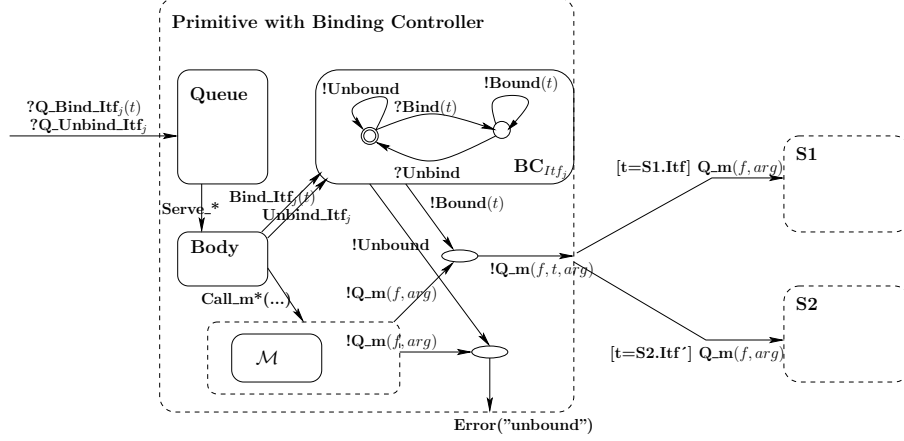 Primitive with Binding Controller
?Q_Bind_Itfj(t)
?Q_Unbind_Itfj
Queue
!Unbound
?Bind(t)
!Bound(t)
?Unbind
BCItfj
Serve_*
Bind_Itfj(t)
Unbind_Itfj
!Bound(t)
!Unbound
Body
Call_m*(...)
!Q_m(f, arg)
!Q_m(f, t, arg)
!Q_m(f, arg)
M
Error("unbound")
[t=S1.Itf] Q_m(f, arg)
S1
[t=S2.Itf´] Q_m(f, arg)
S2